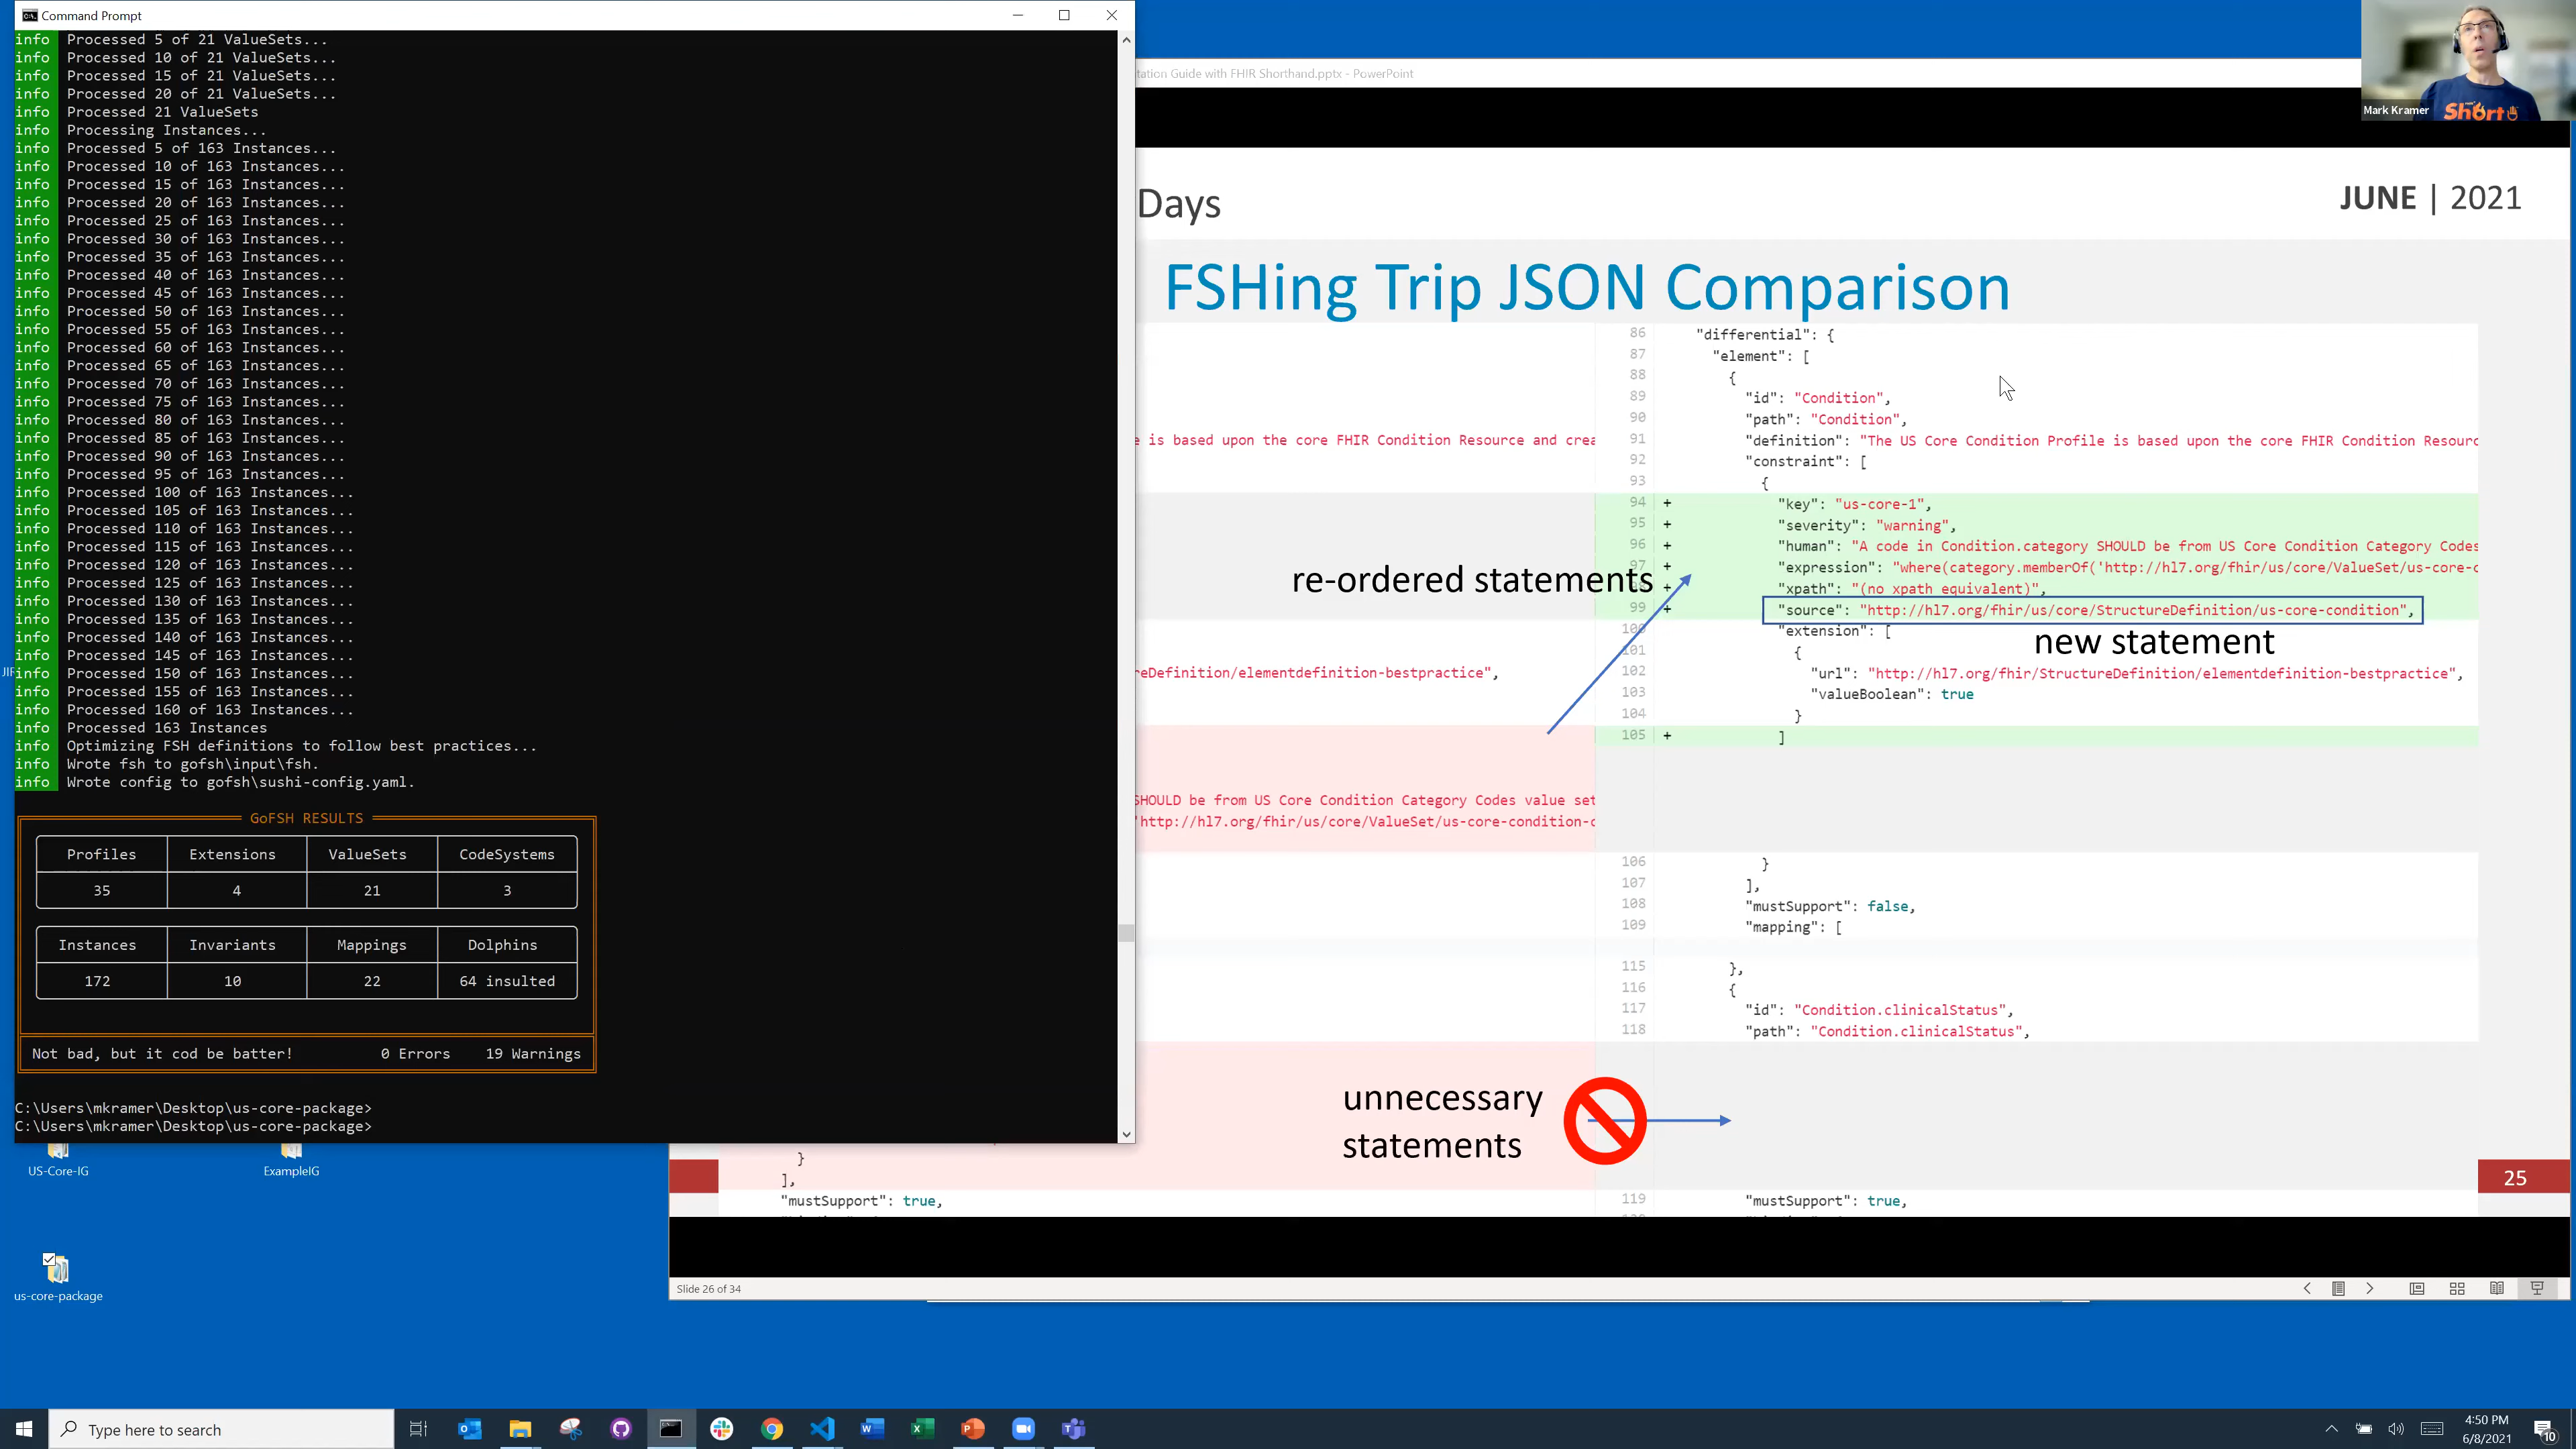 Command Prompt
info Processed 5 of 21 ValueSets...
info Processed 10 of 21 ValueSets...
info Processed 15 of 21 ValueSets...
info Processed 20 of 21 ValueSets...
info Processed 21 ValueSets
info Processing Instances...
info Processed 5 of 163 Instances...
info Processed 10 of 163 Instances...
info Processed 15 of 163 Instances...
info Processed 20 of 163 Instances...
info Processed 25 of 163 Instances...
info Processed 30 of 163 Instances...
info Processed 35 of 163 Instances...
info Processed 40 of 163 Instances...
info Processed 45 of 163 Instances...
info Processed 50 of 163 Instances...
info Processed 55 of 163 Instances...
info Processed 60 of 163 Instances...
info Processed 65 of 163 Instances...
info Processed 70 of 163 Instances...
info Processed 75 of 163 Instances...
info Processed 80 of 163 Instances...
info Processed 85 of 163 Instances...
info Processed 90 of 163 Instances...
info Processed 95 of 163 Instances...
info Processed 100 of 163 Instances...
info Processed 105 of 163 Instances...
info Processed 110 of 163 Instances...
info Processed 115 of 163 Instances...
info Processed 120 of 163 Instances...
info Processed 125 of 163 Instances...
info Processed 130 of 163 Instances...
info Processed 135 of 163 Instances...
info Processed 140 of 163 Instances...
info Processed 145 of 163 Instances...
info Processed 150 of 163 Instances...
info Processed 155 of 163 Instances...
info Processed 160 of 163 Instances...
info Processed 163 Instances
info Optimizing FSH definitions to follow best practices...
info Wrote fsh to gofsh\input\fsh.
info Wrote config to gofsh\sushi-config.yaml.
GoFSH RESULTS
Profiles Extensions ValueSets CodeSystems
35 4 21 3
Instances Invariants Mappings Dolphins
172 10 22 64 insulted
Not bad, but it cod be batter! 0 Errors 19 Warnings
C:\Users\mkramer\Desktop\us-core-package>
C:\Users\mkramer\Desktop\us-core-package>
tation Guide with FHIR Shorthand.pptx - PowerPoint
Mark Kramer
Short
Days
JUNE | 2021
FSHing Trip JSON Comparison
e is based upon the core FHIR Condition Resource and crea
re-ordered statements
reDefinition/elementdefinition-bestpractice",
SHOULD be from US Core Condition Category Codes value set
'http://hl7.org/fhir/us/core/ValueSet/us-core-condition-c
unnecessary
statements
}
],
"mustSupport": true,
86 "differential": {
87 "element": [
88 {
89 "id": "Condition",
90 "path": "Condition",
91 "definition": "The US Core Condition Profile is based upon the core FHIR Condition Resourc
92 "constraint": [
93 {
94 + "key": "us-core-1",
95 + "severity": "warning",
96 + "human": "A code in Condition.category SHOULD be from US Core Condition Category Codes
97 + "expression": "where(category.memberOf('http://hl7.org/fhir/us/core/ValueSet/us-core-c
+ "xpath": "(no xpath equivalent)",
99 + "source": "http://hl7.org/fhir/us/core/StructureDefinition/us-core-condition",
100 "extension": [
new statement
101 {
102 "url": "http://hl7.org/fhir/StructureDefinition/elementdefinition-bestpractice",
103 "valueBoolean": true
104 }
105 + ]
106 }
107 ],
108 "mustSupport": false,
109 "mapping": [
115 },
116 {
117 "id": "Condition.clinicalStatus",
118 "path": "Condition.clinicalStatus",
119 "mustSupport": true,
25
Slide 26 of 34
US-Core-IG
ExampleIG
us-core-package
Type here to search
4:50 PM
6/8/2021
10